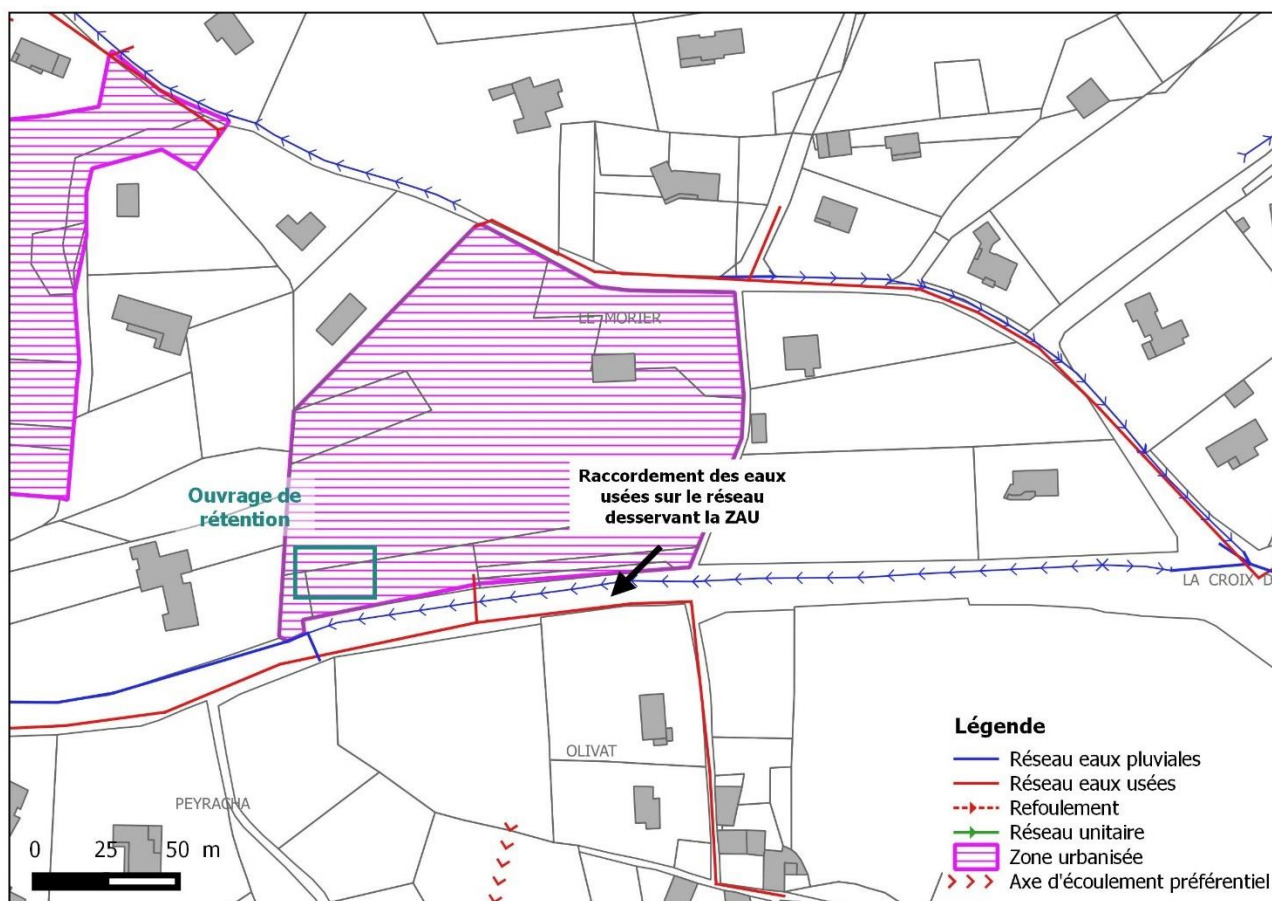 LE MORIER
Raccordement des eaux
usées sur le réseau
desservant la ZAU
Ouvrage de
rétention
LA CROIX D
OLIVAT
PEYRACHA
0 25 50 m
Légende
Réseau eaux pluviales
Réseau eaux usées
Refoulement
Réseau unitaire
Zone urbanisée
Axe d'écoulement préférentiel